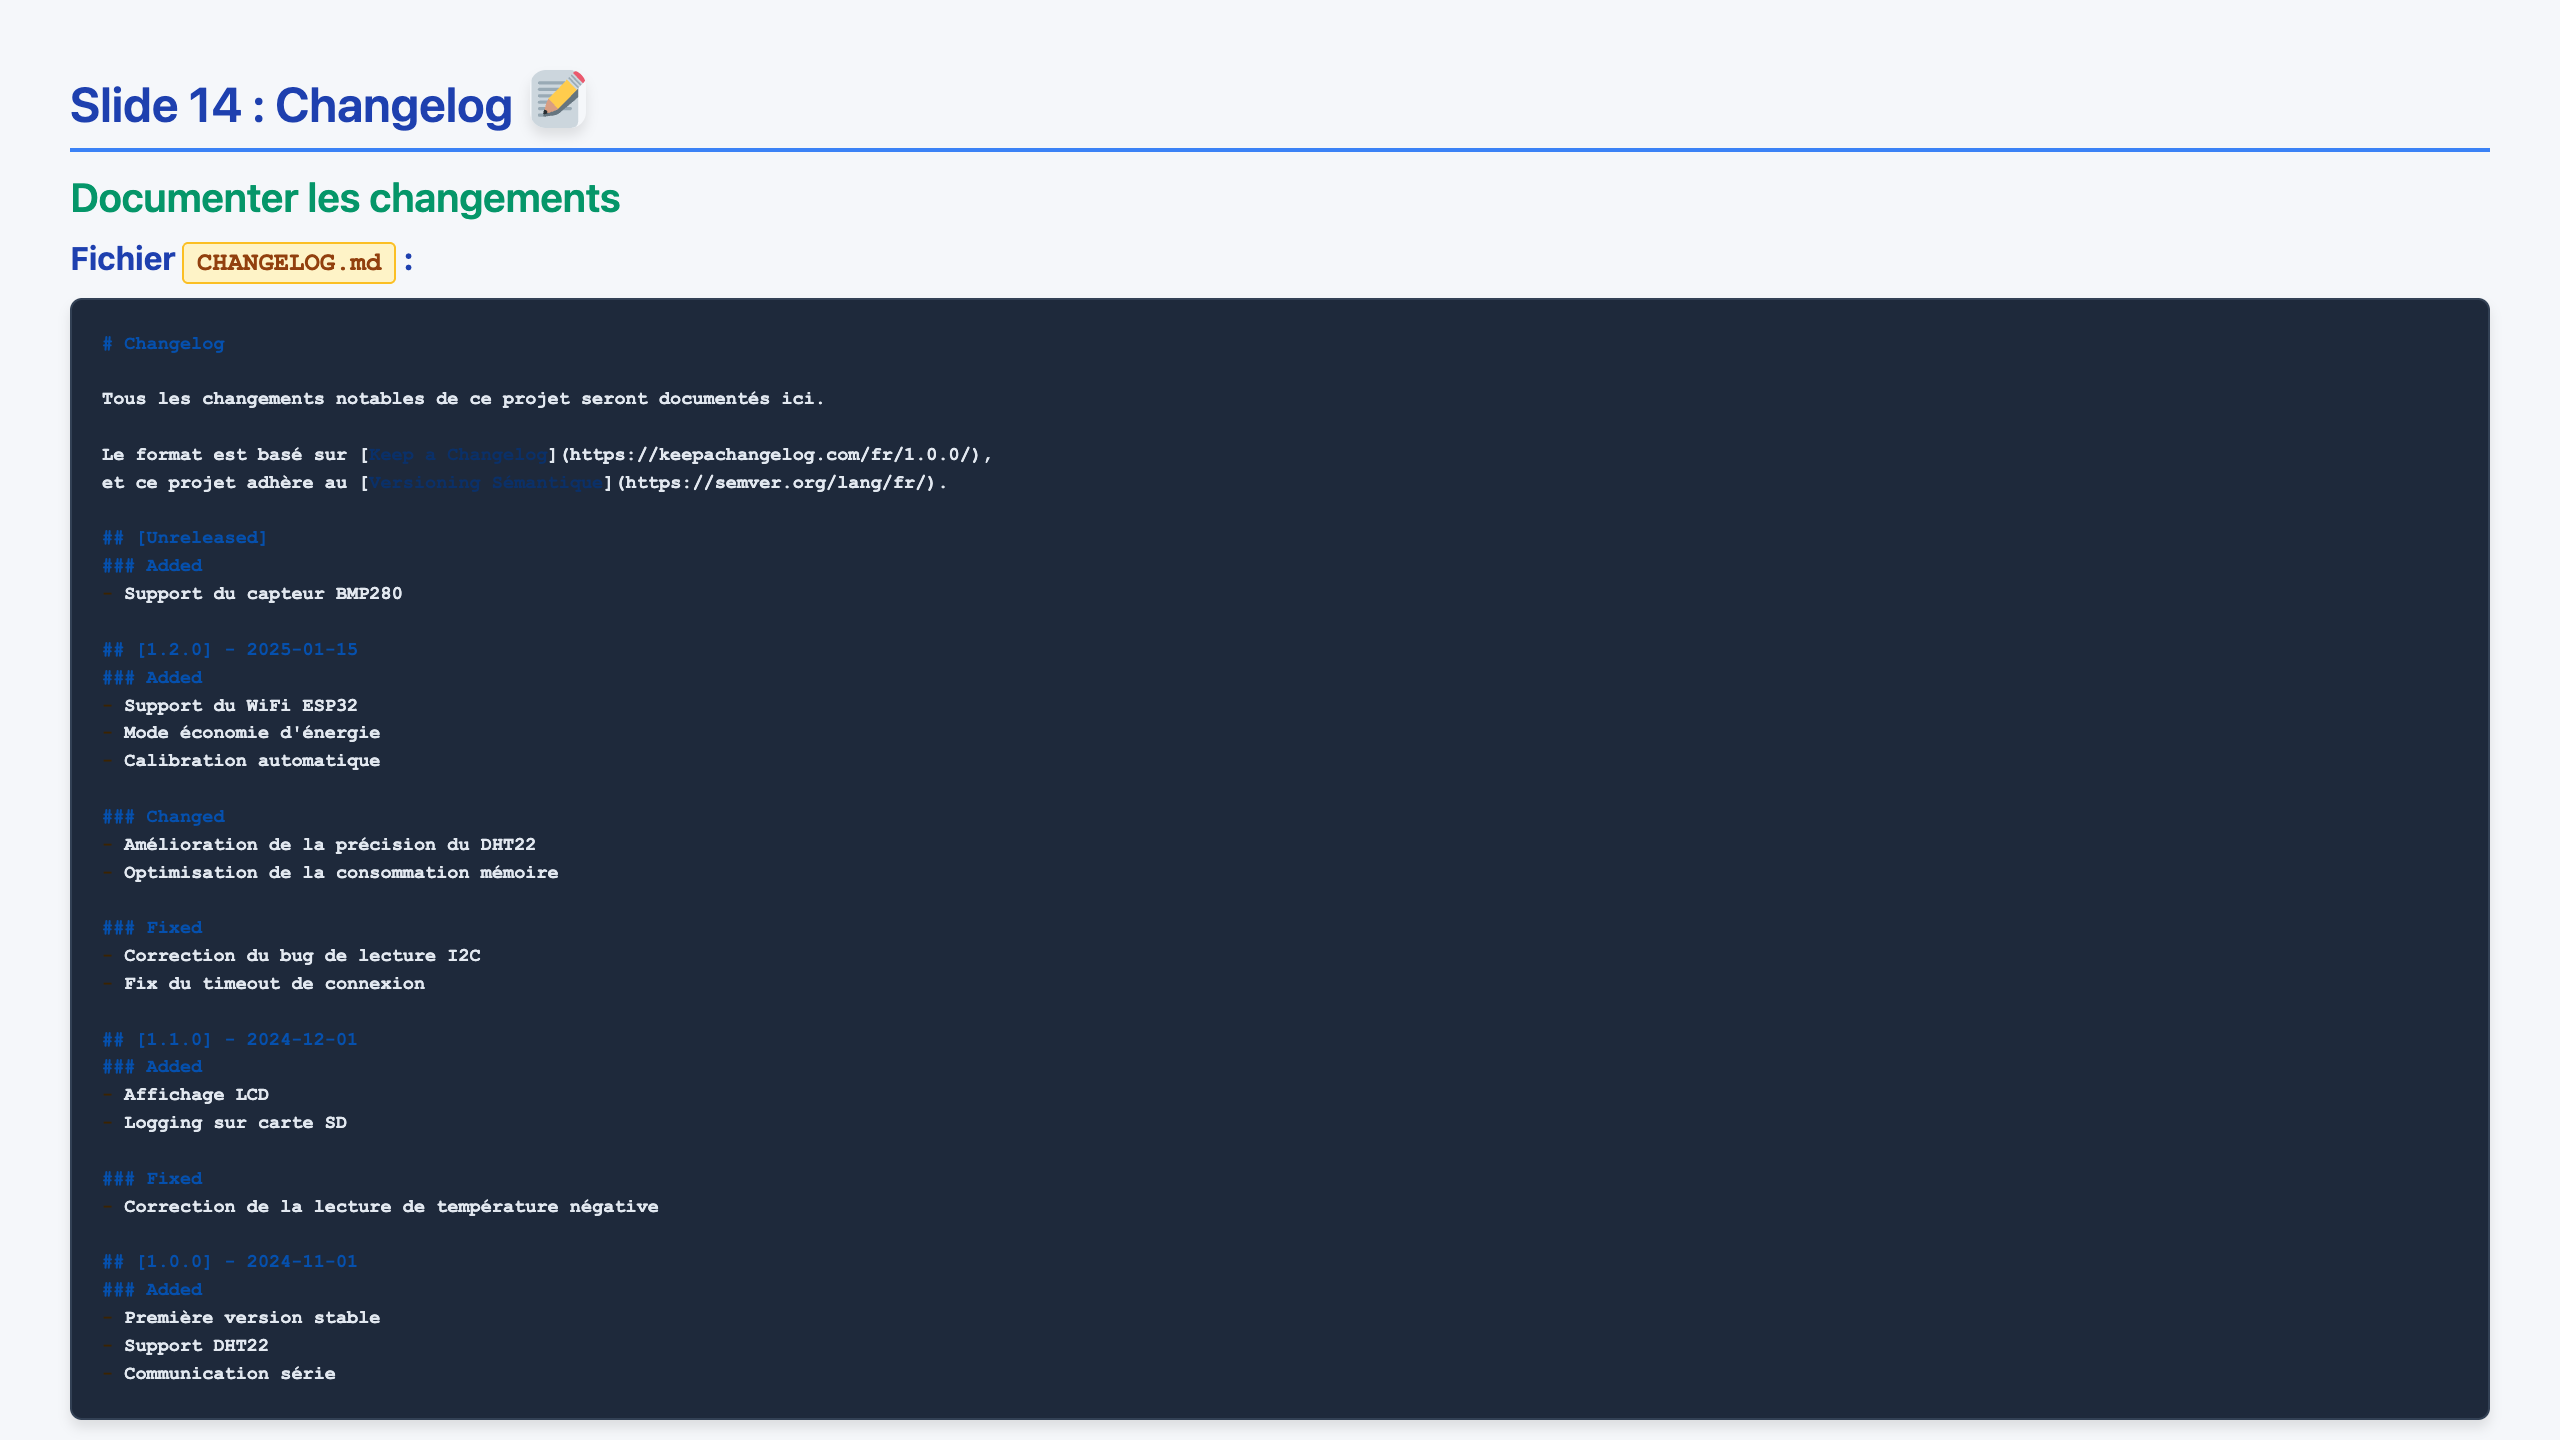 Slide 14 : Changelog
Documenter les changements
Fichier CHANGELOG.md :
# Changelog
Tous les changements notables de ce projet seront documentés ici.
Le format est basé sur [Keep a Changelog](https://keepachangelog.com/fr/1.0.0/),
et ce projet adhère au [Versioning Semantique](https://semver.org/lang/fr/).
## [Unreleased]
### Added
- Support du capteur BMP280
## [1.2.0] - 2025-01-15
### Added
- Support du WiFi ESP32
- Mode économie d'énergie
- Calibration automatique
### Changed
- Amélioration de la précision du DHT22
- Optimisation de la consommation mémoire
### Fixed
- Correction du bug de lecture I2C
- Fix du timeout de connexion
## [1.1.0] - 2024-12-01
### Added
- Affichage LCD
- Logging sur carte SD
### Fixed
- Correction de la lecture de température négative
## [1.0.0] - 2024-11-01
### Added
- Première version stable
- Support DHT22
- Communication série